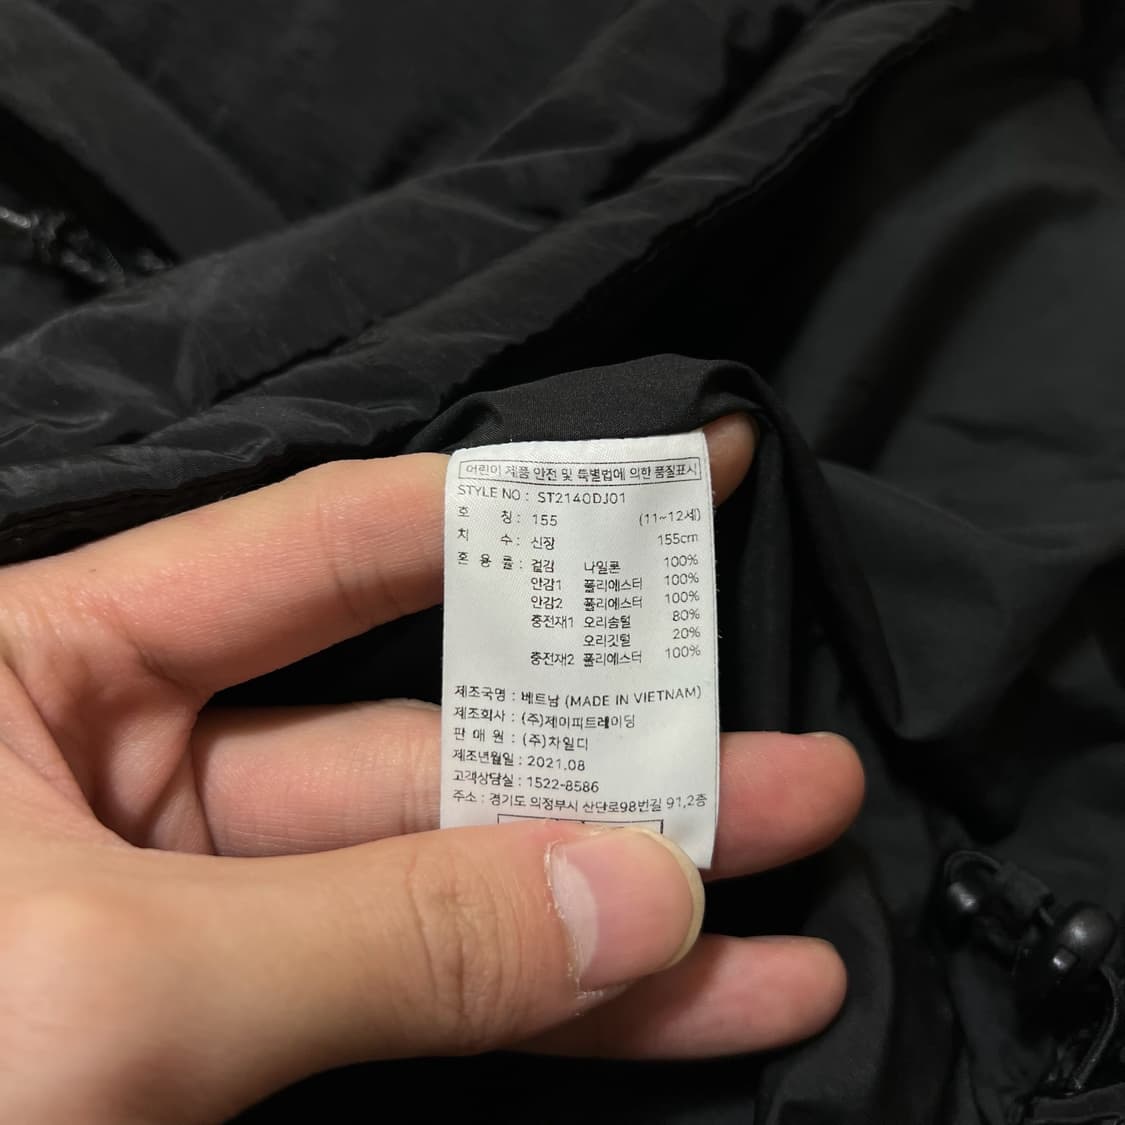 어린이 제품 안전 및 특별법에 의한 품질표시
STYLE NO : ST2140DJ01
호 칭 : 155 (11~12세)
치 수 : 신장 155cm
혼 용 률 : 겉감 나일론 100%
안감1 폴리에스터 100%
안감2 폴리에스터 100%
충전재1 오리솜털 80%
오리깃털 20%
충전재2 폴리에스터 100%
제조국명 : 베트남 (MADE IN VIETNAM)
제조회사 : (주)제이피트레이딩
판 매 원 : (주)차일디
제조년월일 : 2021.08
고객상담실 : 1522-8586
주소 : 경기도 의정부시 산단로98번길 91,2층